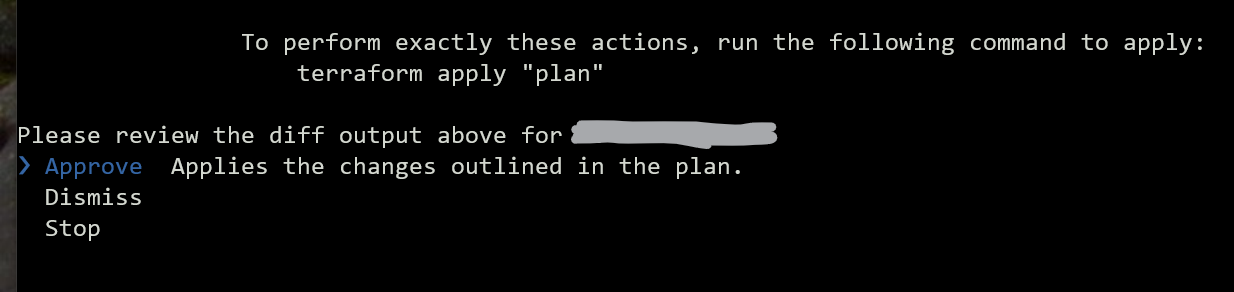 To perform exactly these actions, run the following command to apply:
terraform apply "plan"
Please review the diff output above for
❯ Approve  Applies the changes outlined in the plan.
Dismiss
Stop